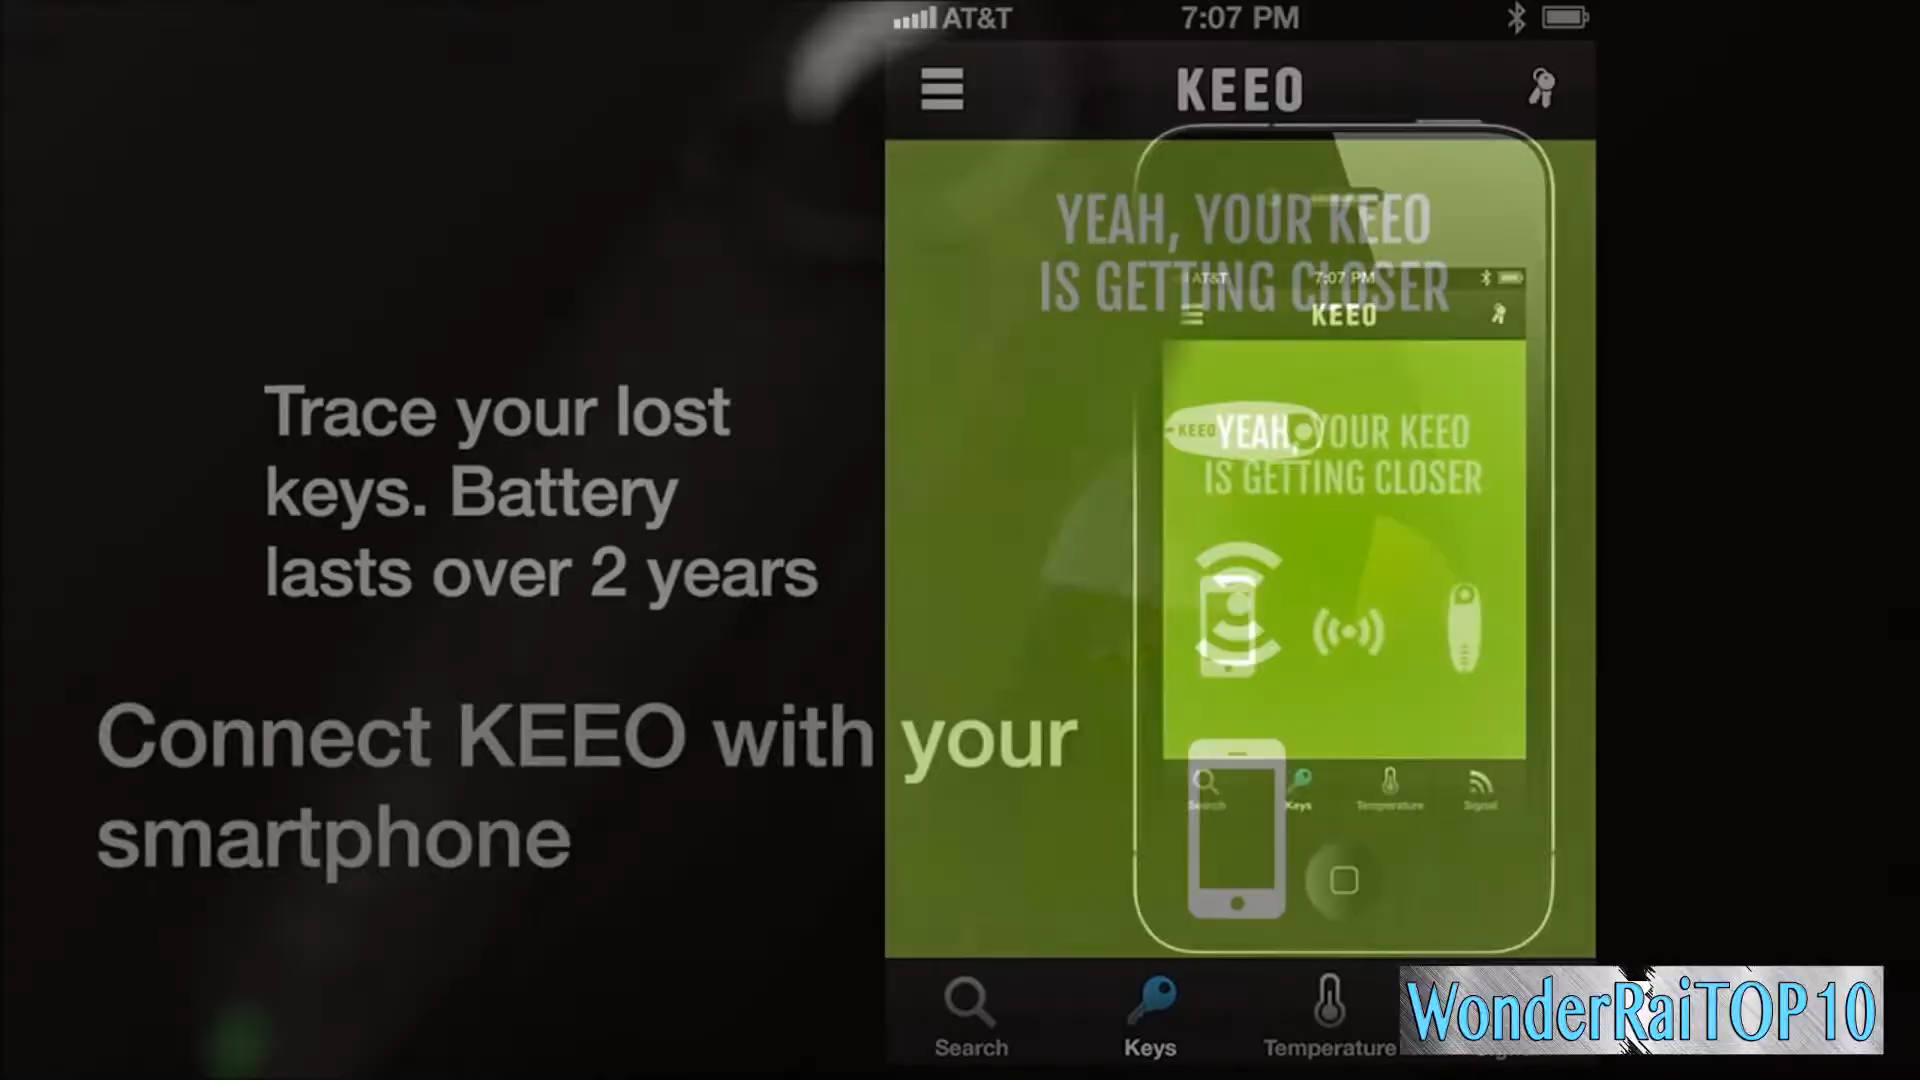 AT&T 7:07 PM
KEEO
YEAH, YOUR KEEO
IS GETTING CLOSER
AT&T 7:07 PM
KEEO
KEEO
YEAH, YOUR KEEO
IS GETTING CLOSER
Trace your lost
keys. Battery
lasts over 2 years
Connect KEEO with your
smartphone
Search Keys Temperature Signal
Search Keys Temperature
WonderRaiTOP10